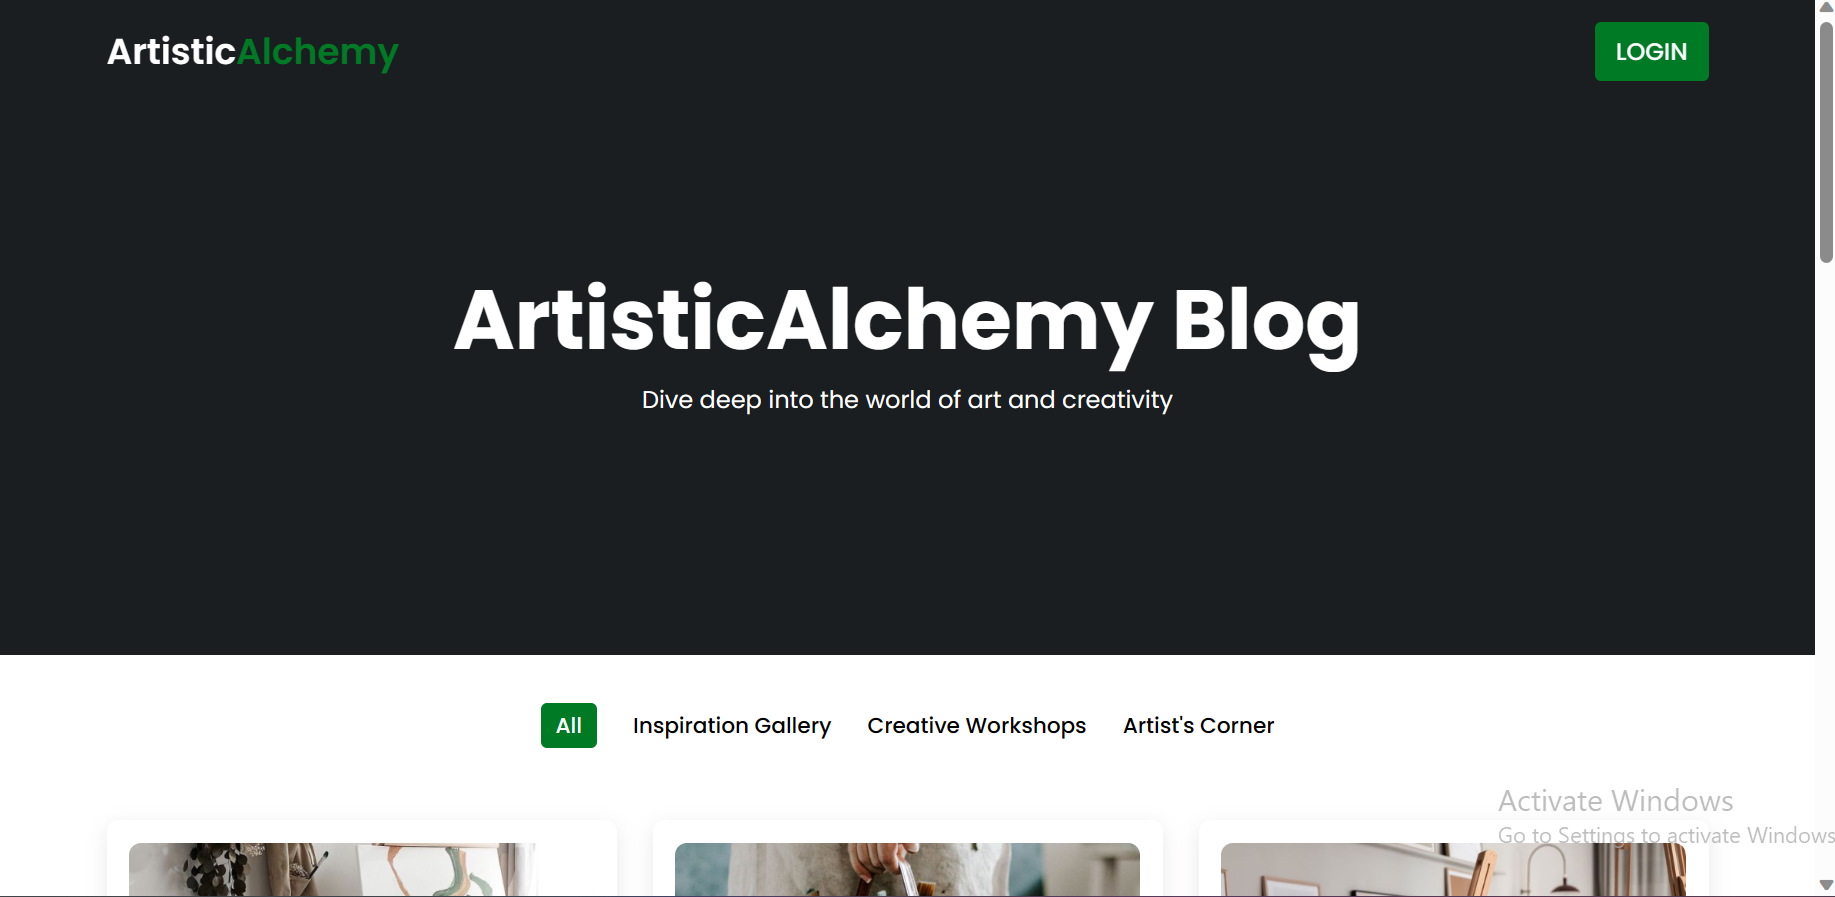 ArtisticAlchemy
LOGIN
ArtisticAlchemy Blog
Dive deep into the world of art and creativity
All
Inspiration Gallery
Creative Workshops
Artist's Corner
Activate Windows
Go to Settings to activate Windows